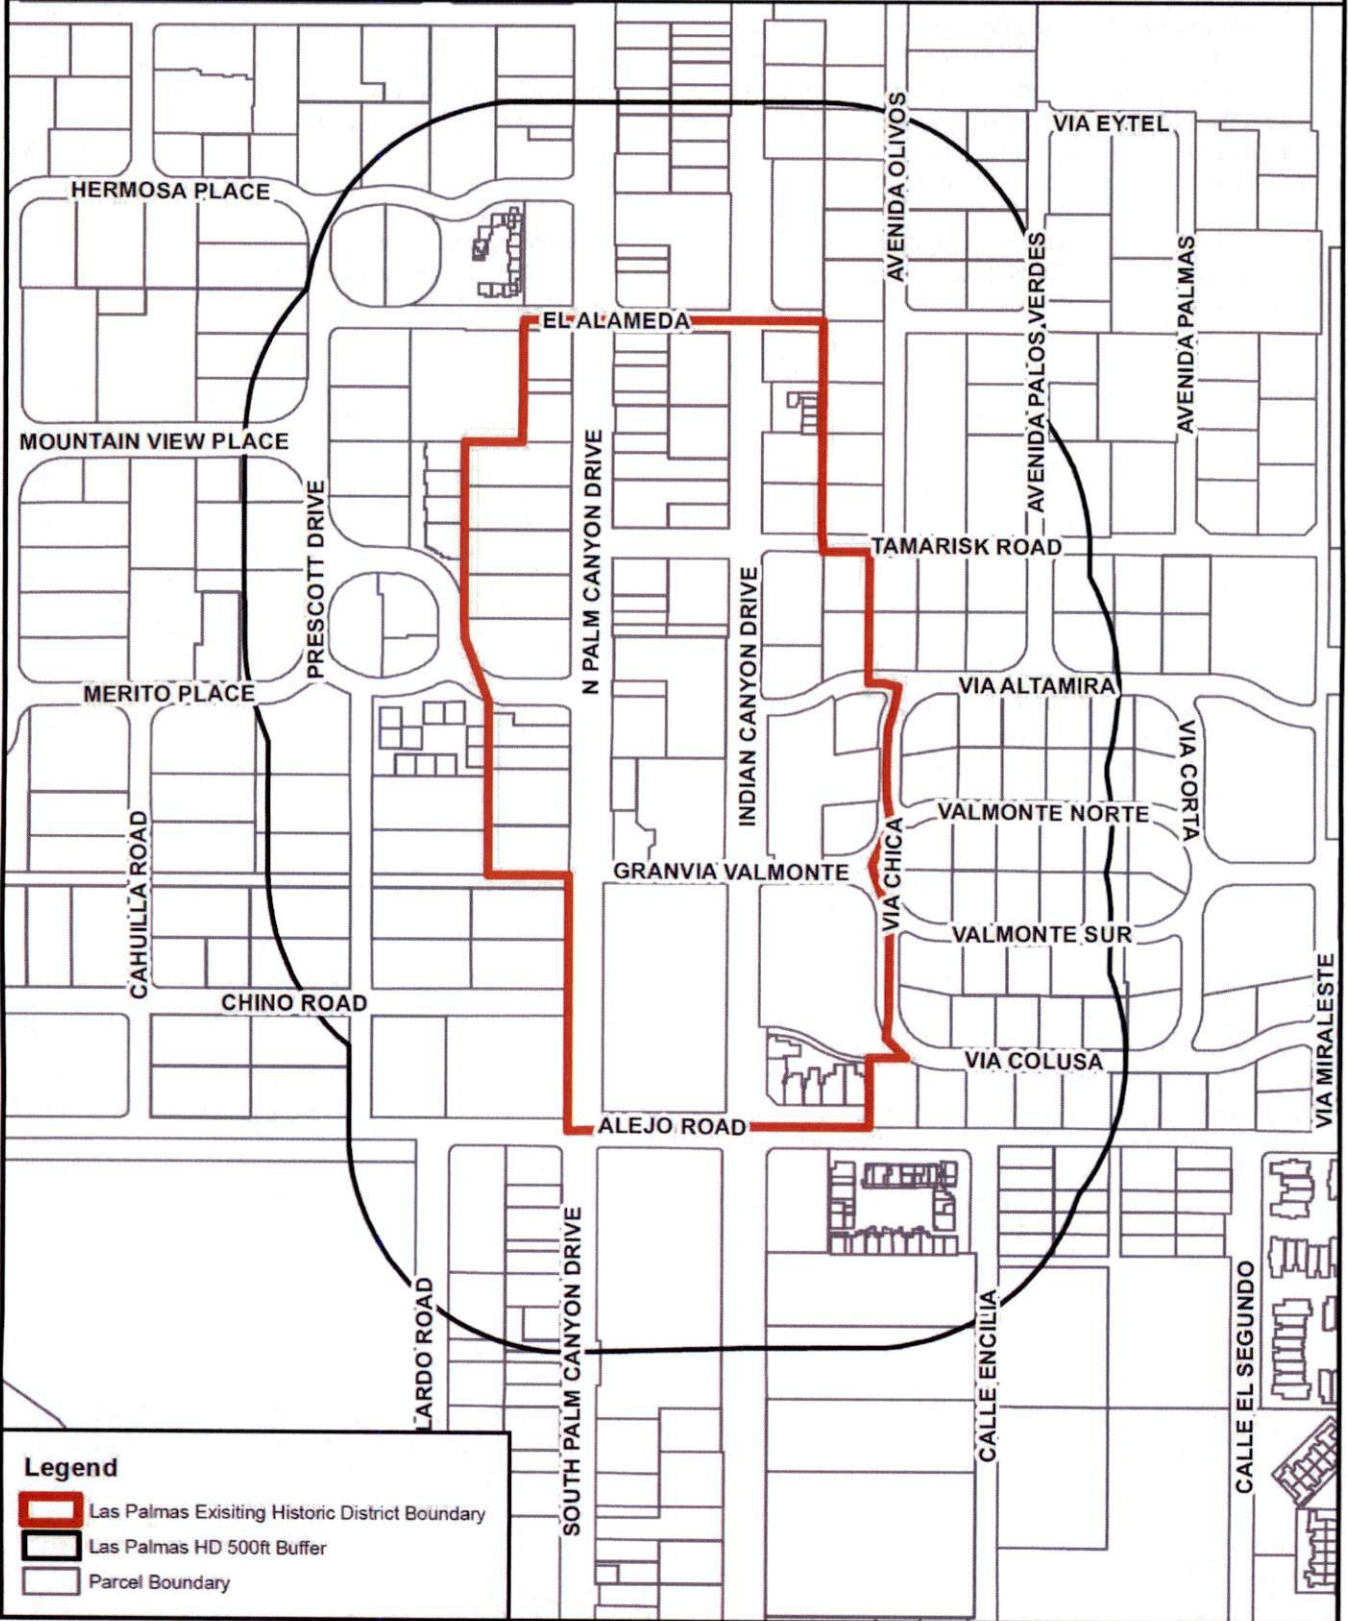 VIA EYTEL
AVENIDA OLIVOS
HERMOSA PLACE
AVENIDA PALOS VERDES
AVENIDA PALMAS
EL ALAMEDA
MOUNTAIN VIEW PLACE
N PALM CANYON DRIVE
PRESCOTT DRIVE
TAMARISK ROAD
INDIAN CANYON DRIVE
MERITO PLACE
VIA ALTAMIRA
VIA CORTA
VALMONTE NORTE
CAHUILLA ROAD
GRANVIA VALMONTE
VIA CHICA
VALMONTE SUR
CHINO ROAD
VIA MIRALESTE
VIA COLUSA
ALEJO ROAD
SOUTH PALM CANYON DRIVE
LARDO ROAD
CALLE ENCILIA
CALLE EL SEGUNDO
Legend
Las Palmas Exisiting Historic District Boundary
Las Palmas HD 500ft Buffer
Parcel Boundary